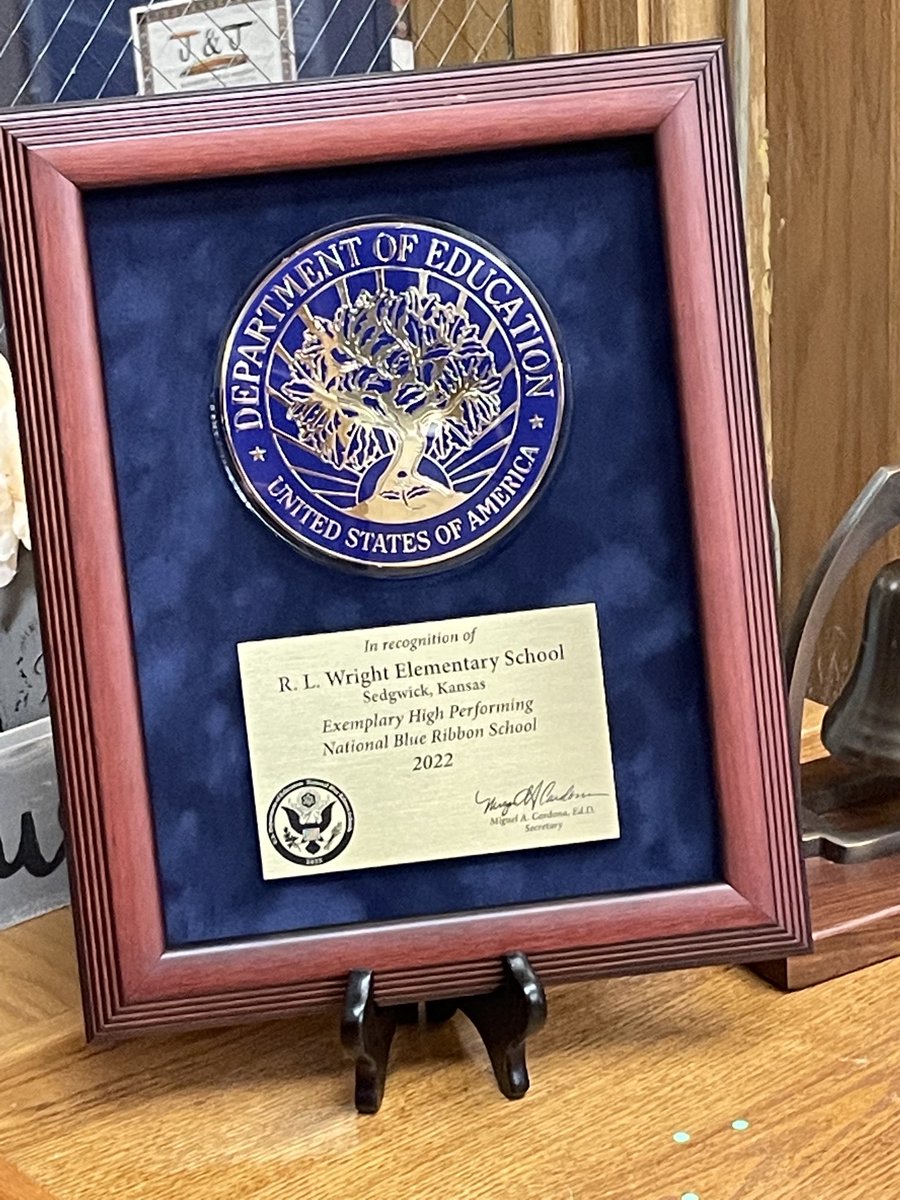 J & J
DEPARTMENT OF EDUCATION
UNITED STATES OF AMERICA
In recognition of
R. L. Wright Elementary School
Sedgwick, Kansas
Exemplary High Performing
National Blue Ribbon School
2022
Miguel A. Cardona, Ed.D.
Secretary
2022